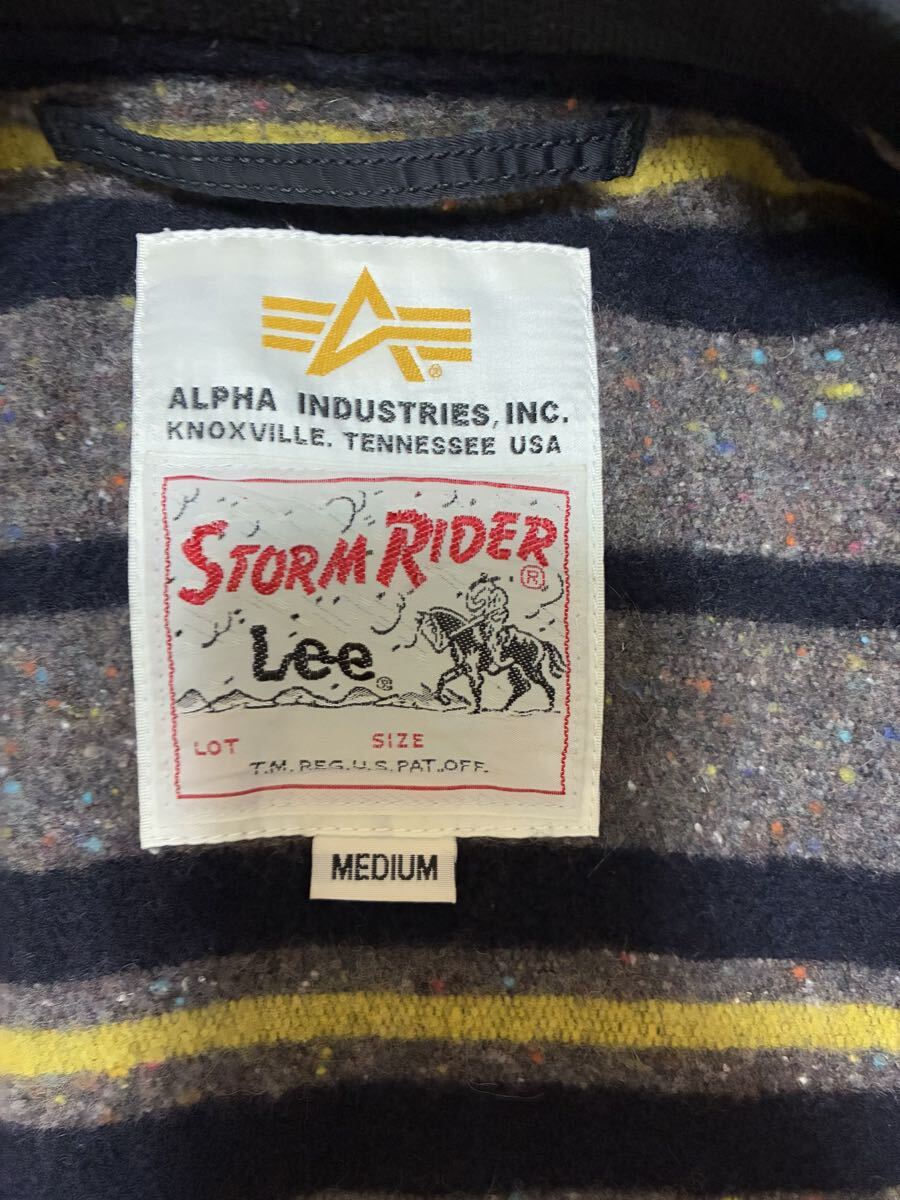 ALPHA INDUSTRIES, INC.
KNOXVILLE. TENNESSEE USA
STORM RIDER ®
Lee ®
LOT SIZE
T.M. REG. U.S. PAT. OFF.
MEDIUM